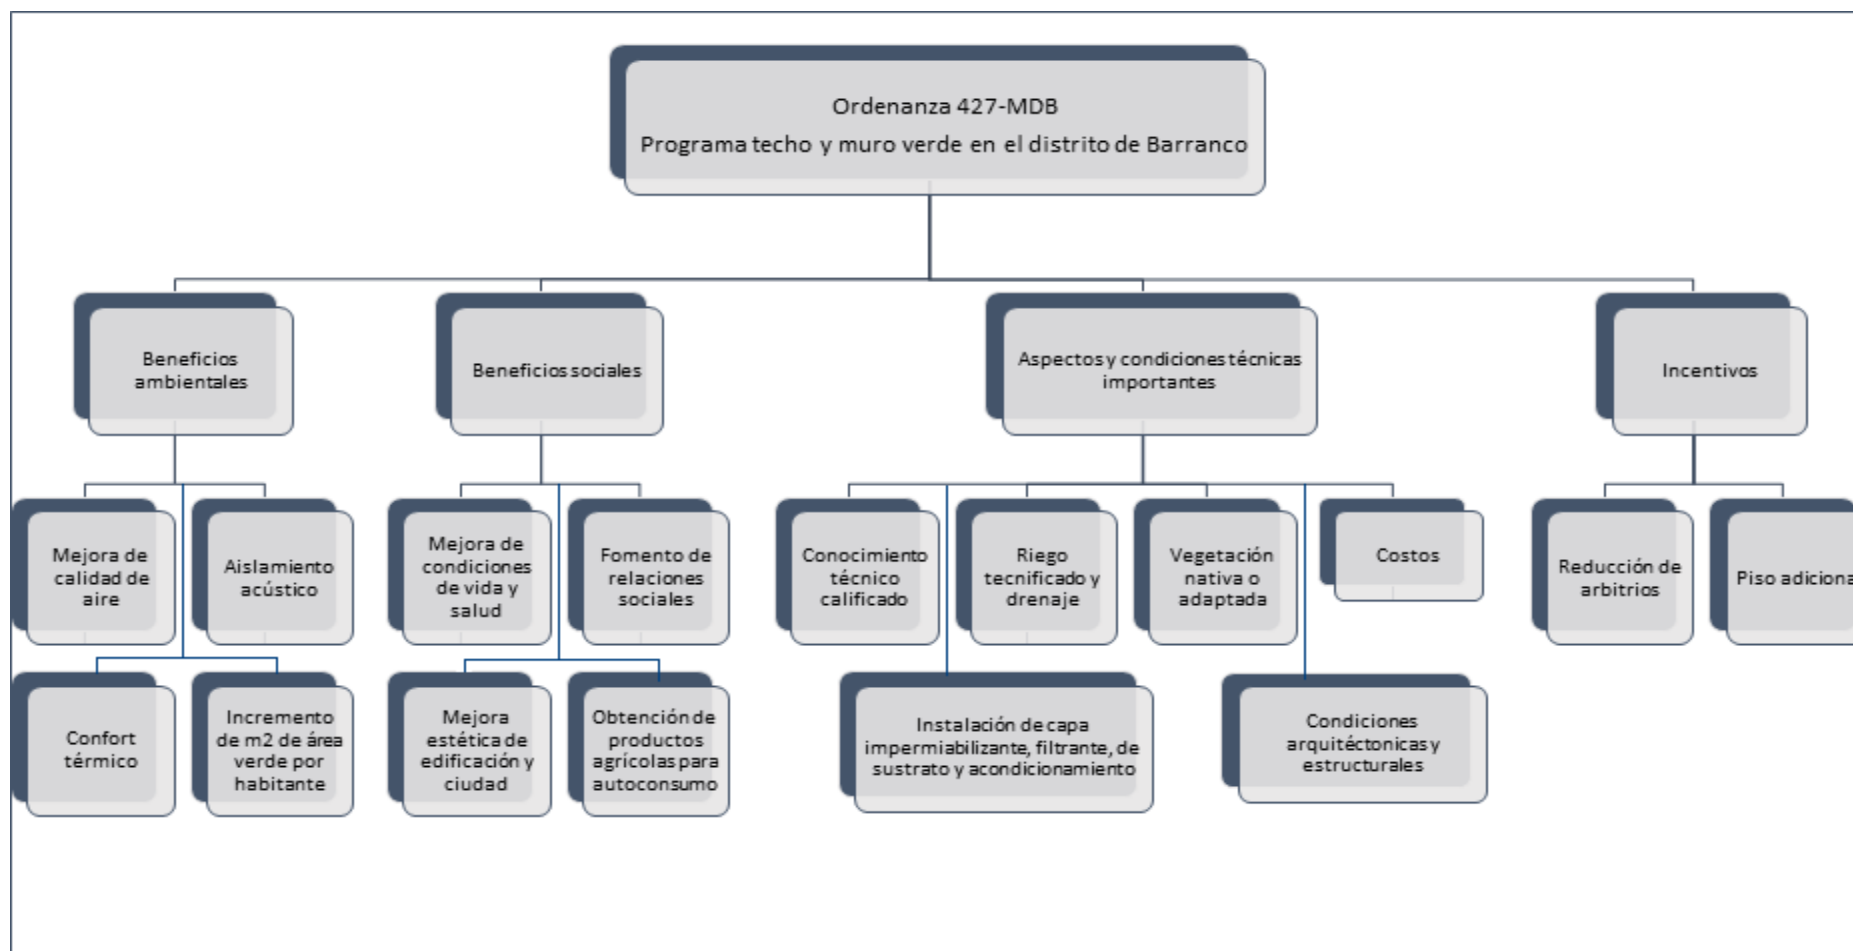 Ordenanza 427-MDB
Programa techo y muro verde en el distrito de Barranco
Beneficios
ambientales
Beneficios sociales
Aspectos y condiciones técnicas
importantes
Incentivos
Mejora de
calidad de
aire
Aislamiento
acústico
Mejora de
condiciones
de vida y
salud
Fomento de
relaciones
sociales
Conocimiento
técnico
calificado
Riego
tecnificado y
drenaje
Vegetación
nativa o
adaptada
Costos
Reducción de
arbitrios
Piso adiciona
Confort
térmico
Incremento
de m2 de área
verde por
habitante
Mejora
estética de
edificación y
ciudad
Obtención de
productos
agrícolas para
autoconsumo
Instalación de capa
impermiabilizante, filtrante, de
sustrato y acondicionamiento
Condiciones
arquitéctonicas y
estructurales